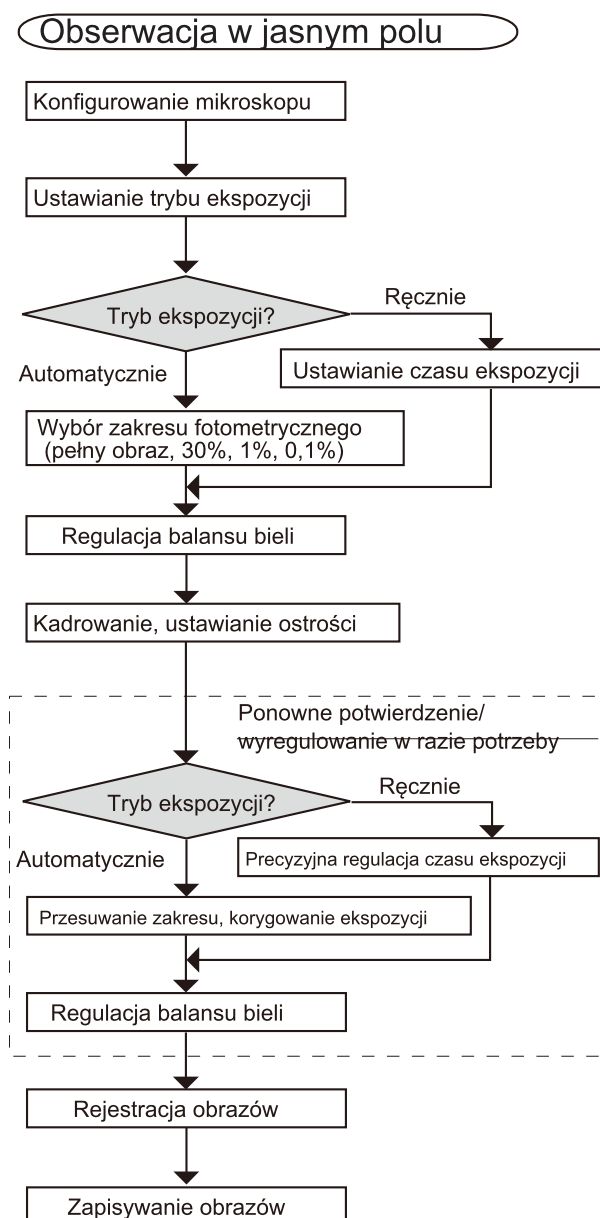 Obserwacja w jasnym polu
Konfigurowanie mikroskopu
Ustawianie trybu ekspozycji
Tryb ekspozycji?
Ręcznie
Automatycznie
Ustawianie czasu ekspozycji
Wybór zakresu fotometrycznego
(pełny obraz, 30%, 1%, 0,1%)
Regulacja balansu bieli
Kadrowanie, ustawianie ostrości
Ponowne potwierdzenie/
wyregulowanie w razie potrzeby
Tryb ekspozycji?
Ręcznie
Automatycznie
Precyzyjna regulacja czasu ekspozycji
Przesuwanie zakresu, korygowanie ekspozycji
Regulacja balansu bieli
Rejestracja obrazów
Zapisywanie obrazów